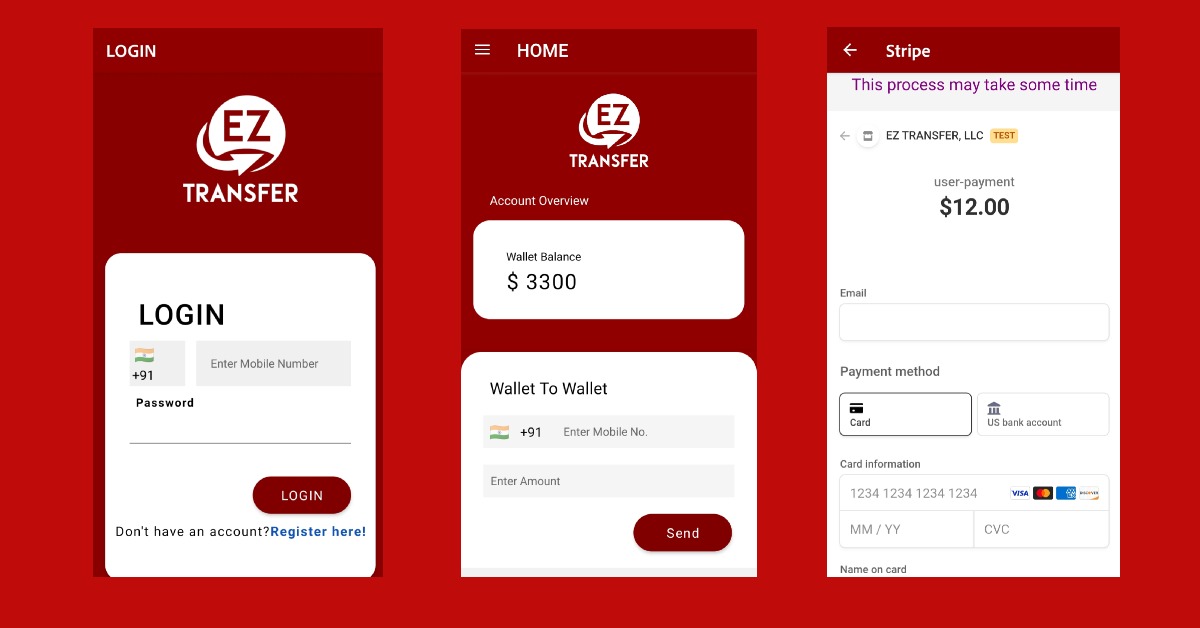 LOGIN
EZ
TRANSFER
LOGIN
+91
Enter Mobile Number
Password
LOGIN
Don't have an account?Register here!
HOME
EZ
TRANSFER
Account Overview
Wallet Balance
$ 3300
Wallet To Wallet
+91 Enter Mobile No.
Enter Amount
Send
Stripe
This process may take some time
EZ TRANSFER, LLC TEST
user-payment
$12.00
Email
Payment method
Card
US bank account
Card information
1234 1234 1234 1234 VISA DISCOVER
MM / YY CVC
Name on card